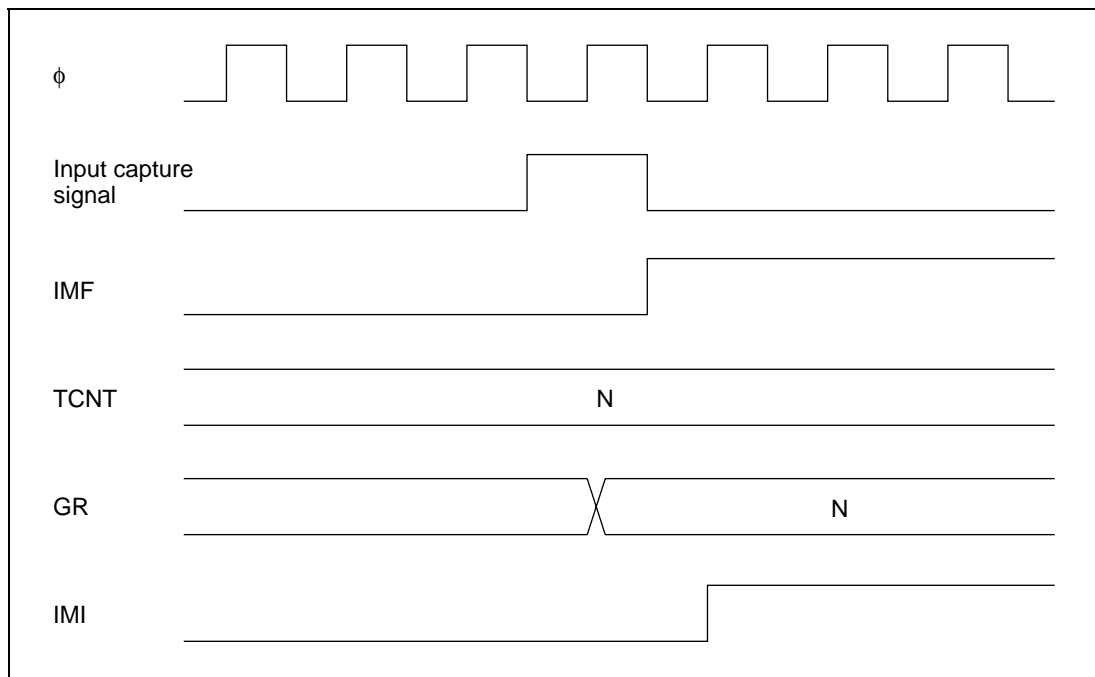 ϕ
Input capture
signal
IMF
TCNT
N
GR
N
IMI